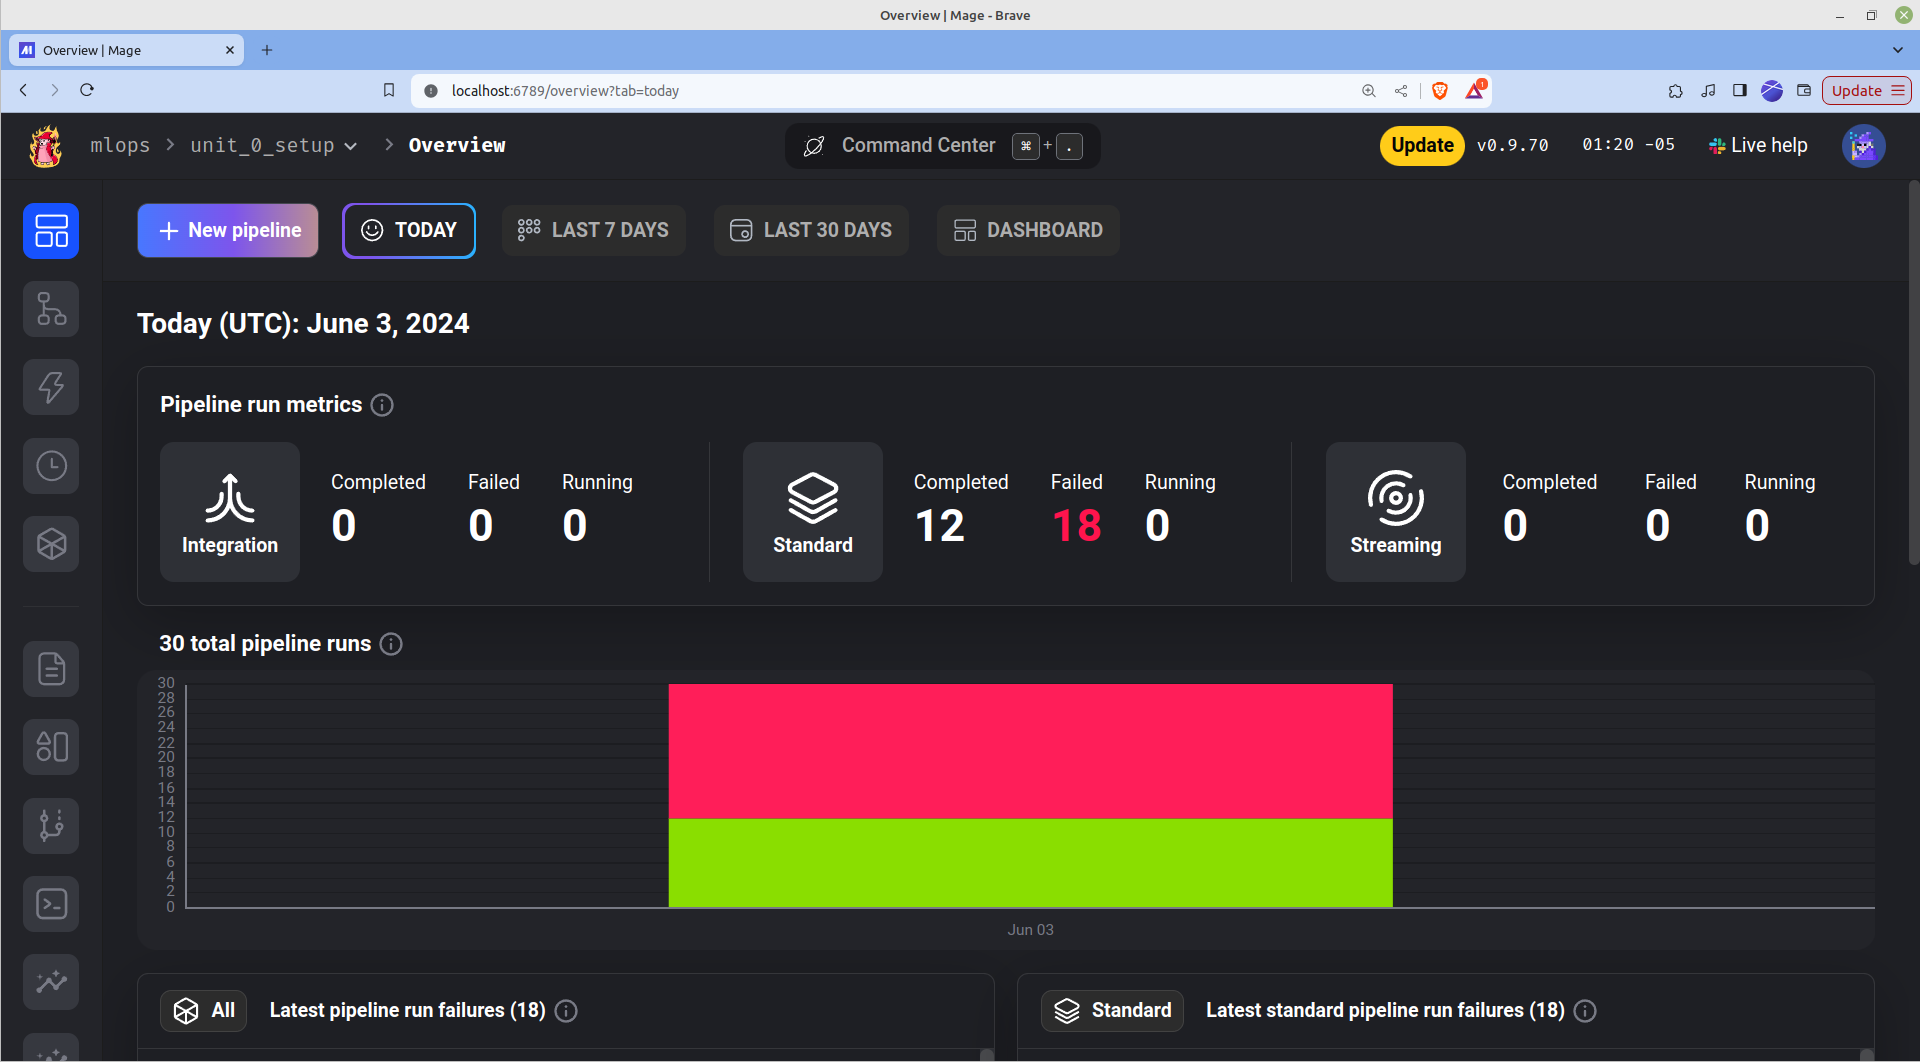 Overview | Mage - Brave
Overview | Mage
localhost:6789/overview?tab=today
Update
mlops > unit_0_setup > Overview
Command Center ⌘ + .
Update v0.9.70 01:20 -05 Live help
New pipeline TODAY LAST 7 DAYS LAST 30 DAYS DASHBOARD
Today (UTC): June 3, 2024
Pipeline run metrics
Integration
Completed Failed Running
0 0 0
Standard
Completed Failed Running
12 18 0
Streaming
Completed Failed Running
0 0 0
30 total pipeline runs
30
28
26
24
22
20
18
16
14
12
10
8
6
4
2
0
Jun 03
All Latest pipeline run failures (18)
Standard Latest standard pipeline run failures (18)